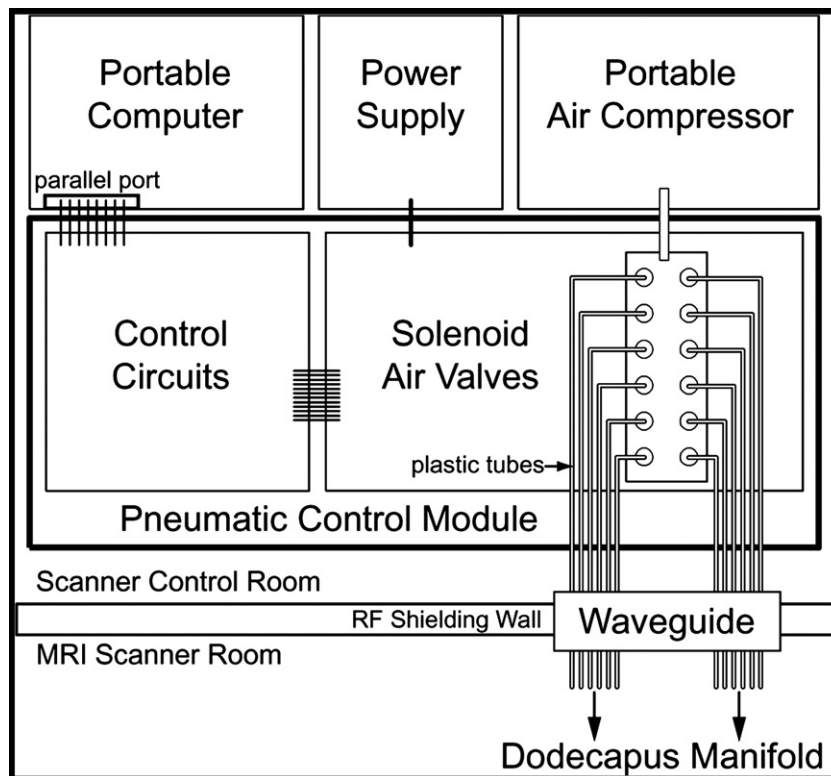 Portable
Computer
Power
Supply
Portable
Air Compressor
parallel port
Control
Circuits
Solenoid
Air Valves
plastic tubes
Pneumatic Control Module
Scanner Control Room
RF Shielding Wall
Waveguide
MRI Scanner Room
Dodecapus Manifold